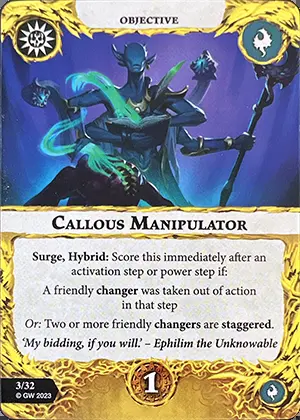 OBJECTIVE
CALLOUS MANIPULATOR
Surge, Hybrid: Score this immediately after an
activation step or power step if:
A friendly changer was taken out of action
in that step
Or: Two or more friendly changers are staggered.
‘My bidding, if you will.’ – Ephilim the Unknowable
3/32
© GW 2023
1